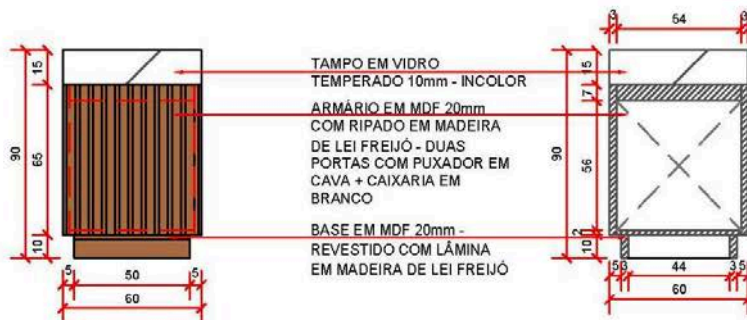 3
54
3
15
65
90
10
5
50
5
60
TAMPO EM VIDRO
TEMPERADO 10mm - INCOLOR
ARMÁRIO EM MDF 20mm
COM RIPADO EM MADEIRA
DE LEI FREIJÓ - DUAS
PORTAS COM PUXADOR EM
CAVA + CAIXARIA EM
BRANCO
BASE EM MDF 20mm -
REVESTIDO COM LÂMINA
EM MADEIRA DE LEI FREIJÓ
15
7
56
90
2
10
5
3
44
3
5
60